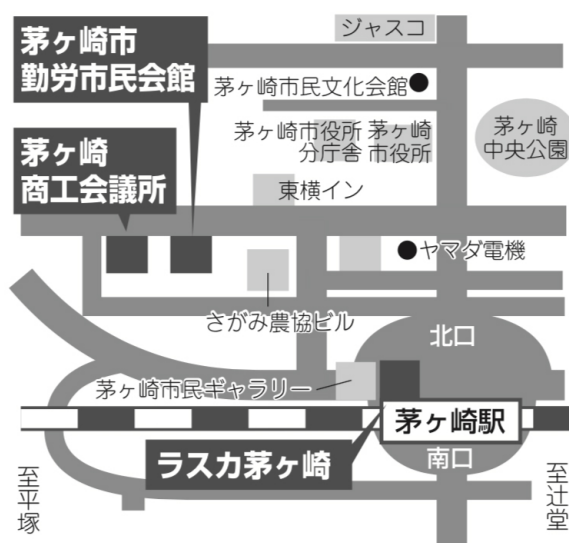 ジャスコ
茅ヶ崎市
勤労市民会館
茅ヶ崎市民文化会館
茅ヶ崎市役所
分庁舎
茅ヶ崎
市役所
茅ヶ崎
中央公園
茅ヶ崎
商工会議所
東横イン
ヤマダ電機
さがみ農協ビル
北口
茅ヶ崎市民ギャラリー
茅ヶ崎駅
ラスカ茅ヶ崎
南口
至平塚
至辻堂